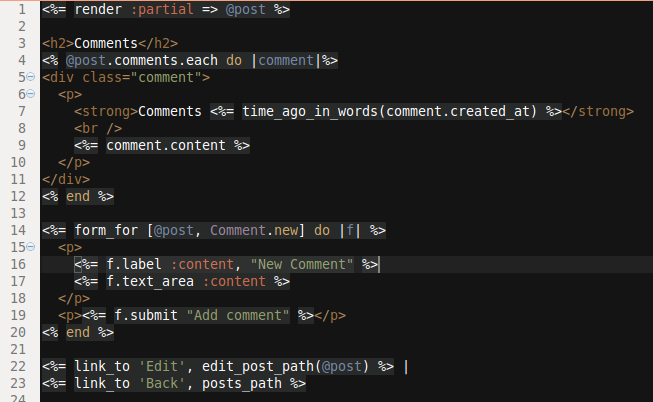 1 <%= render :partial => @post %>
2
3 <h2>Comments</h2>
4 <% @post.comments.each do |comment|%>
5 <div class="comment">
6   <p>
7     <strong>Comments <%= time_ago_in_words(comment.created_at) %></strong>
8     <br />
9     <%= comment.content %>
10   </p>
11 </div>
12 <% end %>
13
14 <%= form_for [@post, Comment.new] do |f| %>
15   <p>
16     <%= f.label :content, "New Comment" %>
17     <%= f.text_area :content %>
18   </p>
19   <p><%= f.submit "Add comment" %></p>
20 <% end %>
21
22 <%= link_to 'Edit', edit_post_path(@post) %> |
23 <%= link_to 'Back', posts_path %>
24